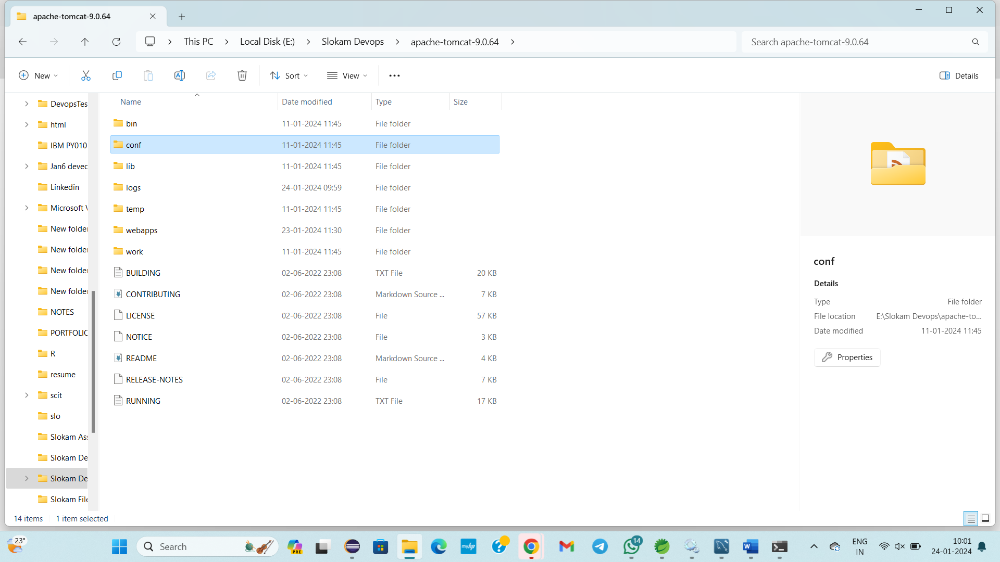 apache-tomcat-9.0.64
This PC > Local Disk (E:) > Slokam Devops > apache-tomcat-9.0.64 >
Search apache-tomcat-9.0.64
New
Sort
View
Details
DevopsTes
html
IBM PY010
Jan6 devec
Linkedin
Microsoft V
New folder
New folder
New folder
New folder
NOTES
PORTFOLIO
R
resume
scit
slo
Slokam Ass
Slokam De
Slokam De
Slokam File
Name Date modified Type Size
bin 11-01-2024 11:45 File folder
conf 11-01-2024 11:45 File folder
lib 11-01-2024 11:45 File folder
logs 24-01-2024 09:59 File folder
temp 11-01-2024 11:45 File folder
webapps 23-01-2024 11:30 File folder
work 11-01-2024 11:45 File folder
BUILDING 02-06-2022 23:08 TXT File 20 KB
CONTRIBUTING 02-06-2022 23:08 Markdown Source ... 7 KB
LICENSE 02-06-2022 23:08 File 57 KB
NOTICE 02-06-2022 23:08 File 3 KB
README 02-06-2022 23:08 Markdown Source ... 4 KB
RELEASE-NOTES 02-06-2022 23:08 File 7 KB
RUNNING 02-06-2022 23:08 TXT File 17 KB
conf
Details
Type File folder
File location E:\Slokam Devops\apache-to...
Date modified 11-01-2024 11:45
Properties
14 items 1 item selected
23°
Search
PRE
myhp
14
W
ENG
IN
10:01
24-01-2024